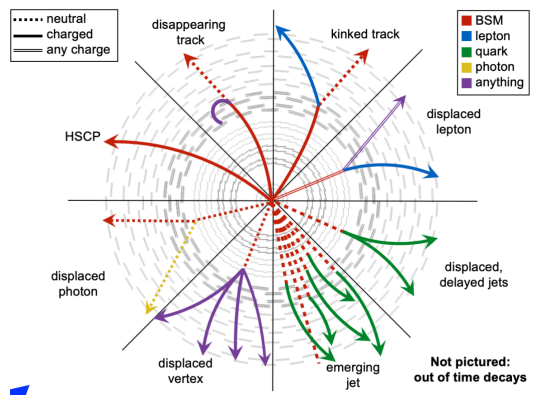 neutral
charged
any charge
disappearing
track
kinked track
BSM
lepton
quark
photon
anything
displaced
lepton
HSCP
displaced
photon
displaced,
delayed jets
displaced
vertex
emerging
jet
Not pictured:
out of time decays